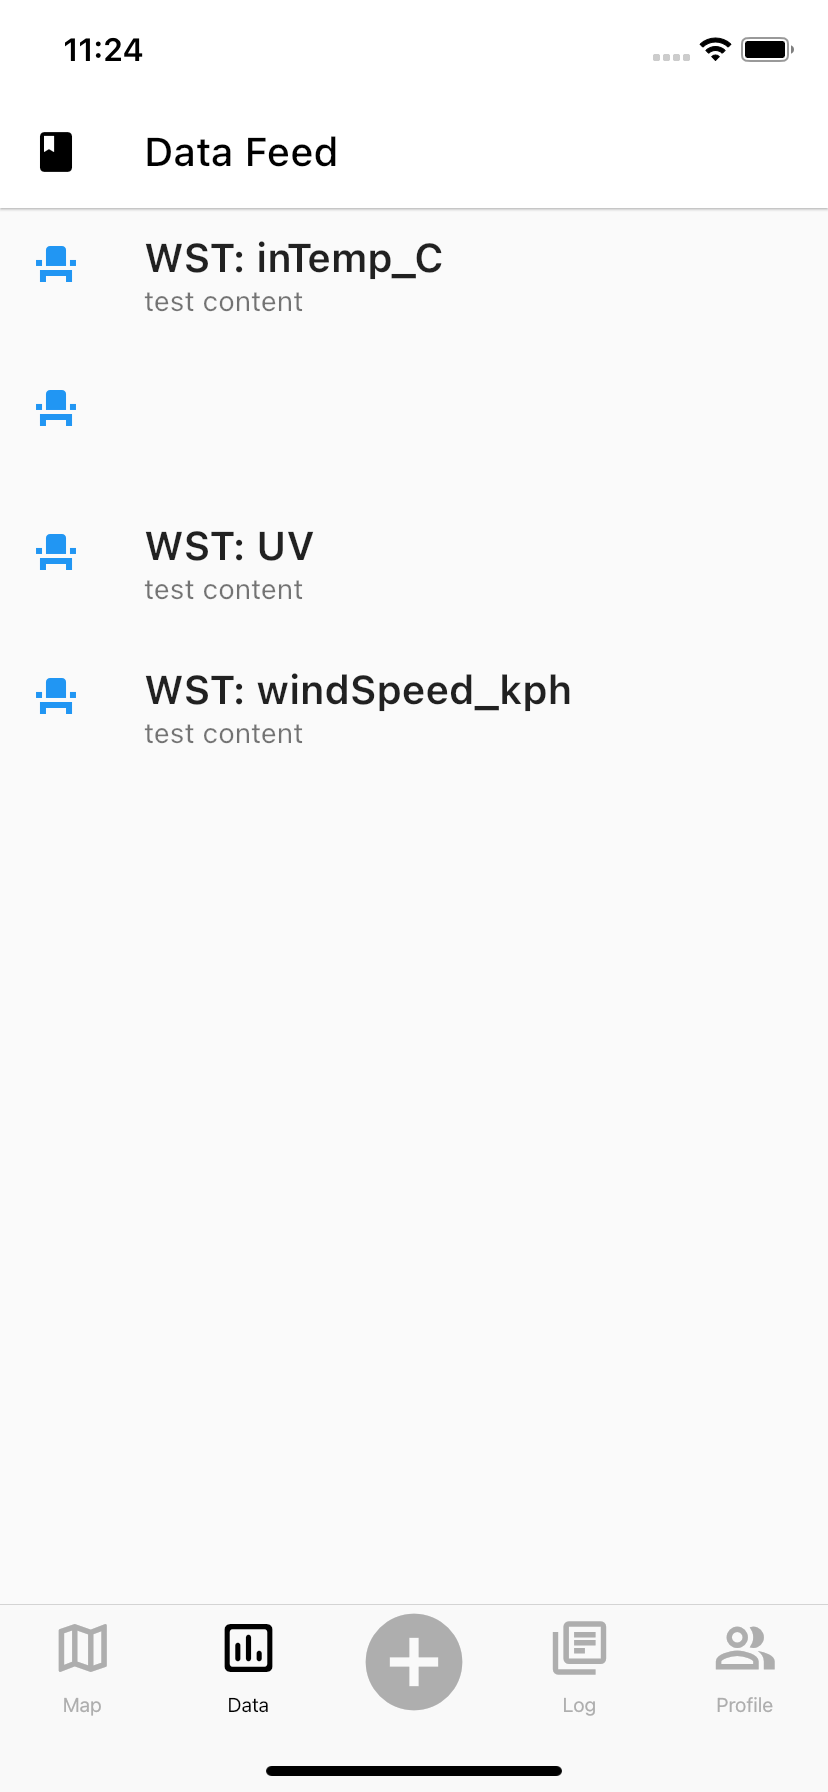 11:24
Data Feed
WST: inTemp_C
test content
WST: UV
test content
WST: windSpeed_kph
test content
Map
Data
Log
Profile